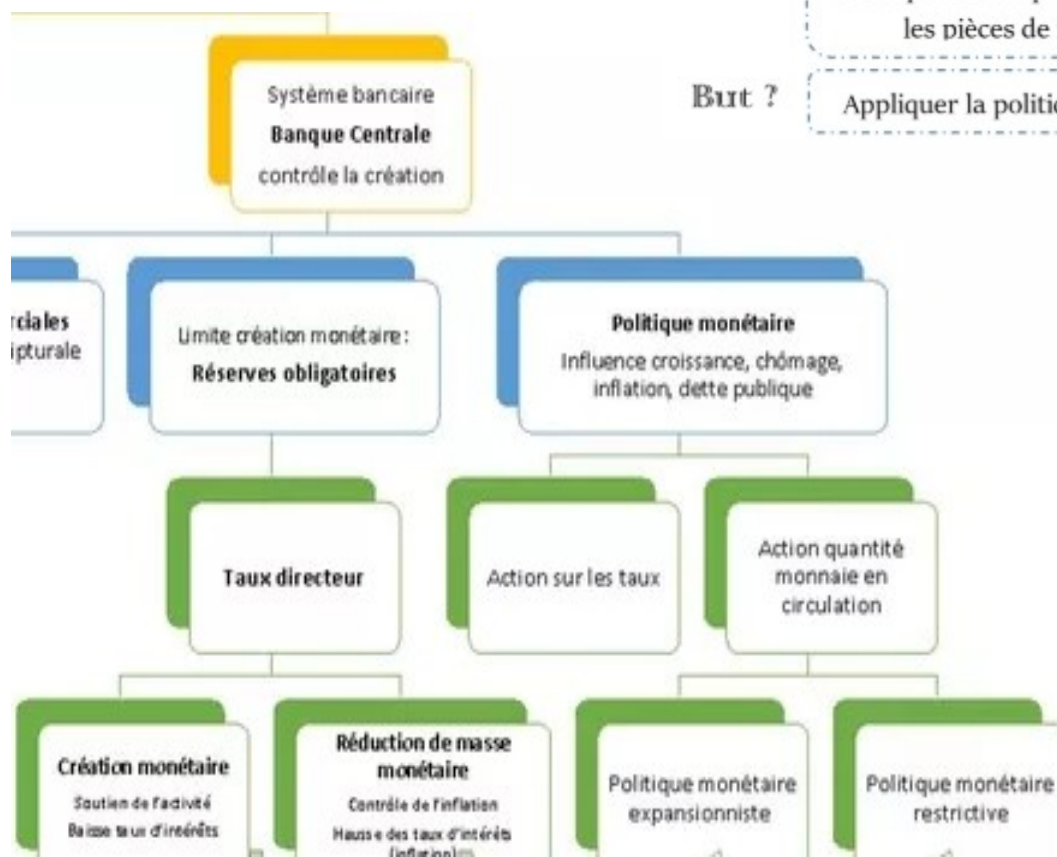 les pièces de
But ?
Appliquer la politi
Système bancaire
Banque Centrale
contrôle la création
rciales
ipturale
Limite création monétaire :
Réserves obligatoires
Politique monétaire
Influence croissance, chômage,
inflation, dette publique
Taux directeur
Action sur les taux
Action quantité
monnaie en
circulation
Création monétaire
Soutien de l'activité
Baisse taux d'intérêts
Réduction de masse
monétaire
Contrôle de l'inflation
Hausse des taux d'intérêts
(inflation)
Politique monétaire
expansionniste
Politique monétaire
restrictive